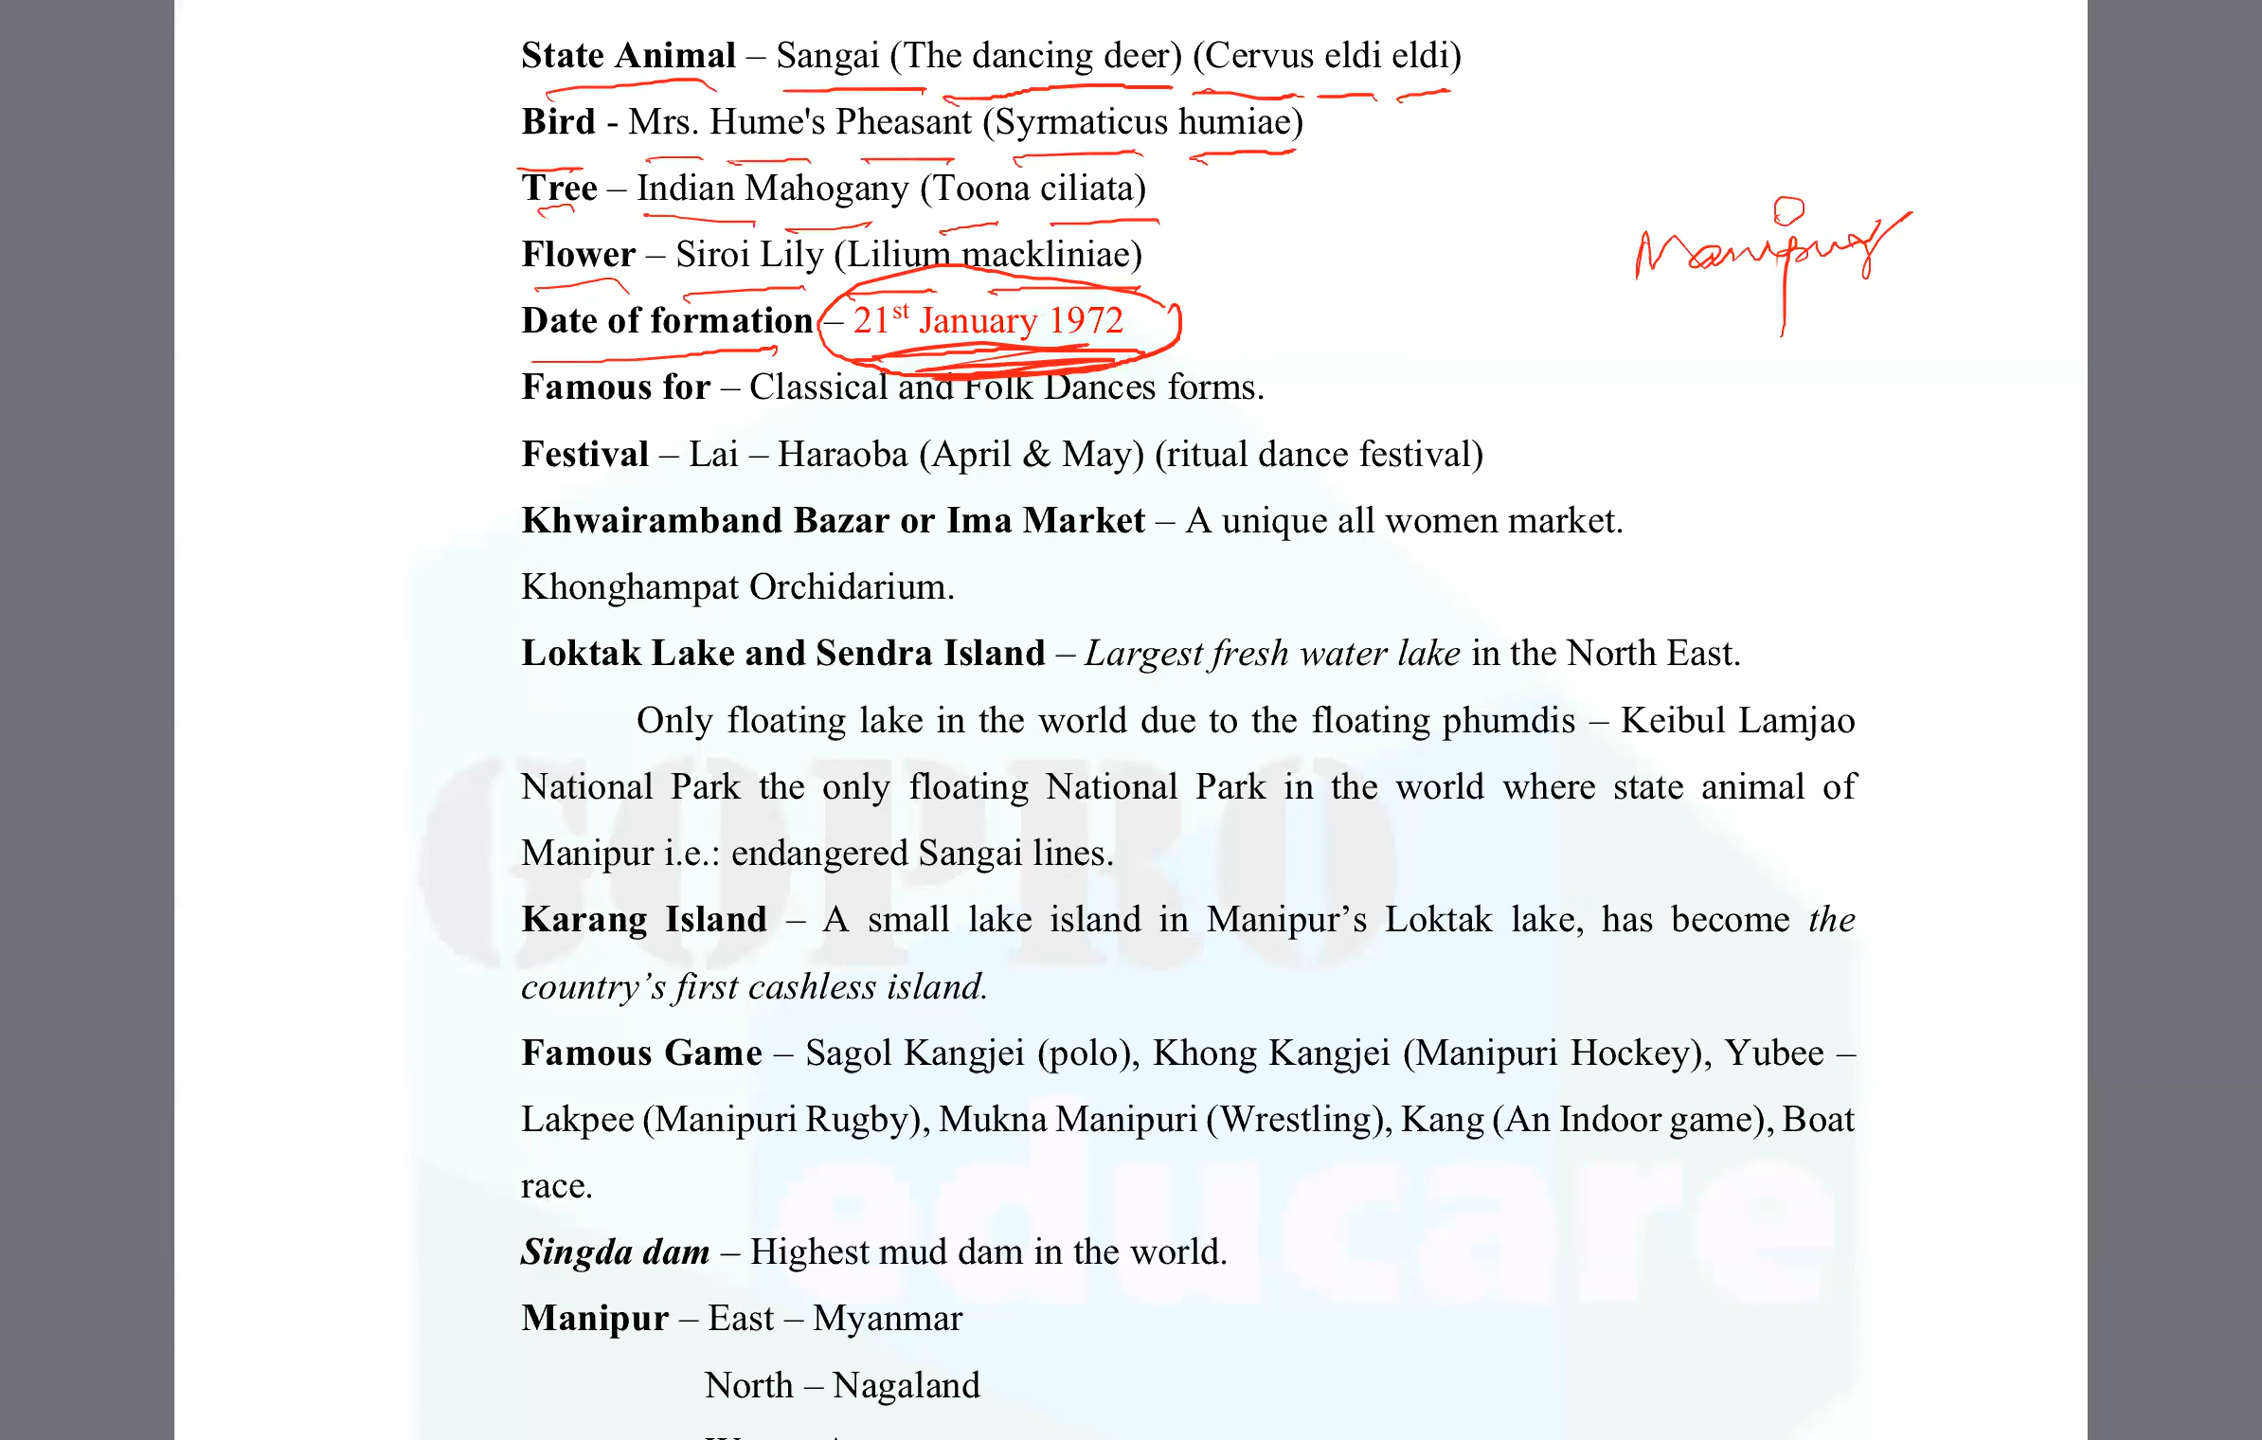 State Animal – Sangai (The dancing deer) (Cervus eldi eldi)
Bird - Mrs. Hume's Pheasant (Syrmaticus humiae)
Tree – Indian Mahogany (Toona ciliata)
Manipur
Flower – Siroi Lily (Lilium mackliniae)
Date of formation – 21st January 1972
Famous for – Classical and Folk Dances forms.
Festival – Lai – Haraoba (April & May) (ritual dance festival)
Khwairamband Bazar or Ima Market – A unique all women market.
Khonghampat Orchidarium.
Loktak Lake and Sendra Island – Largest fresh water lake in the North East.
Only floating lake in the world due to the floating phumdis – Keibul Lamjao
National Park the only floating National Park in the world where state animal of
Manipur i.e.: endangered Sangai lines.
Karang Island – A small lake island in Manipur’s Loktak lake, has become the
country’s first cashless island.
Famous Game – Sagol Kangjei (polo), Khong Kangjei (Manipuri Hockey), Yubee –
Lakpee (Manipuri Rugby), Mukna Manipuri (Wrestling), Kang (An Indoor game), Boat
race.
Singda dam – Highest mud dam in the world.
Manipur – East – Myanmar
North – Nagaland
GOPRO
educare